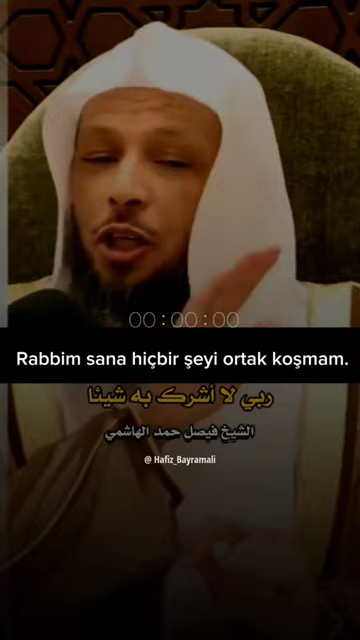 00:00:00
Rabbim sana hiçbir şeyi ortak koşmam.
ربي لا أشرك به شيئا
الشيخ فيصل حمد الهاشمي
@ Hafiz_Bayramali